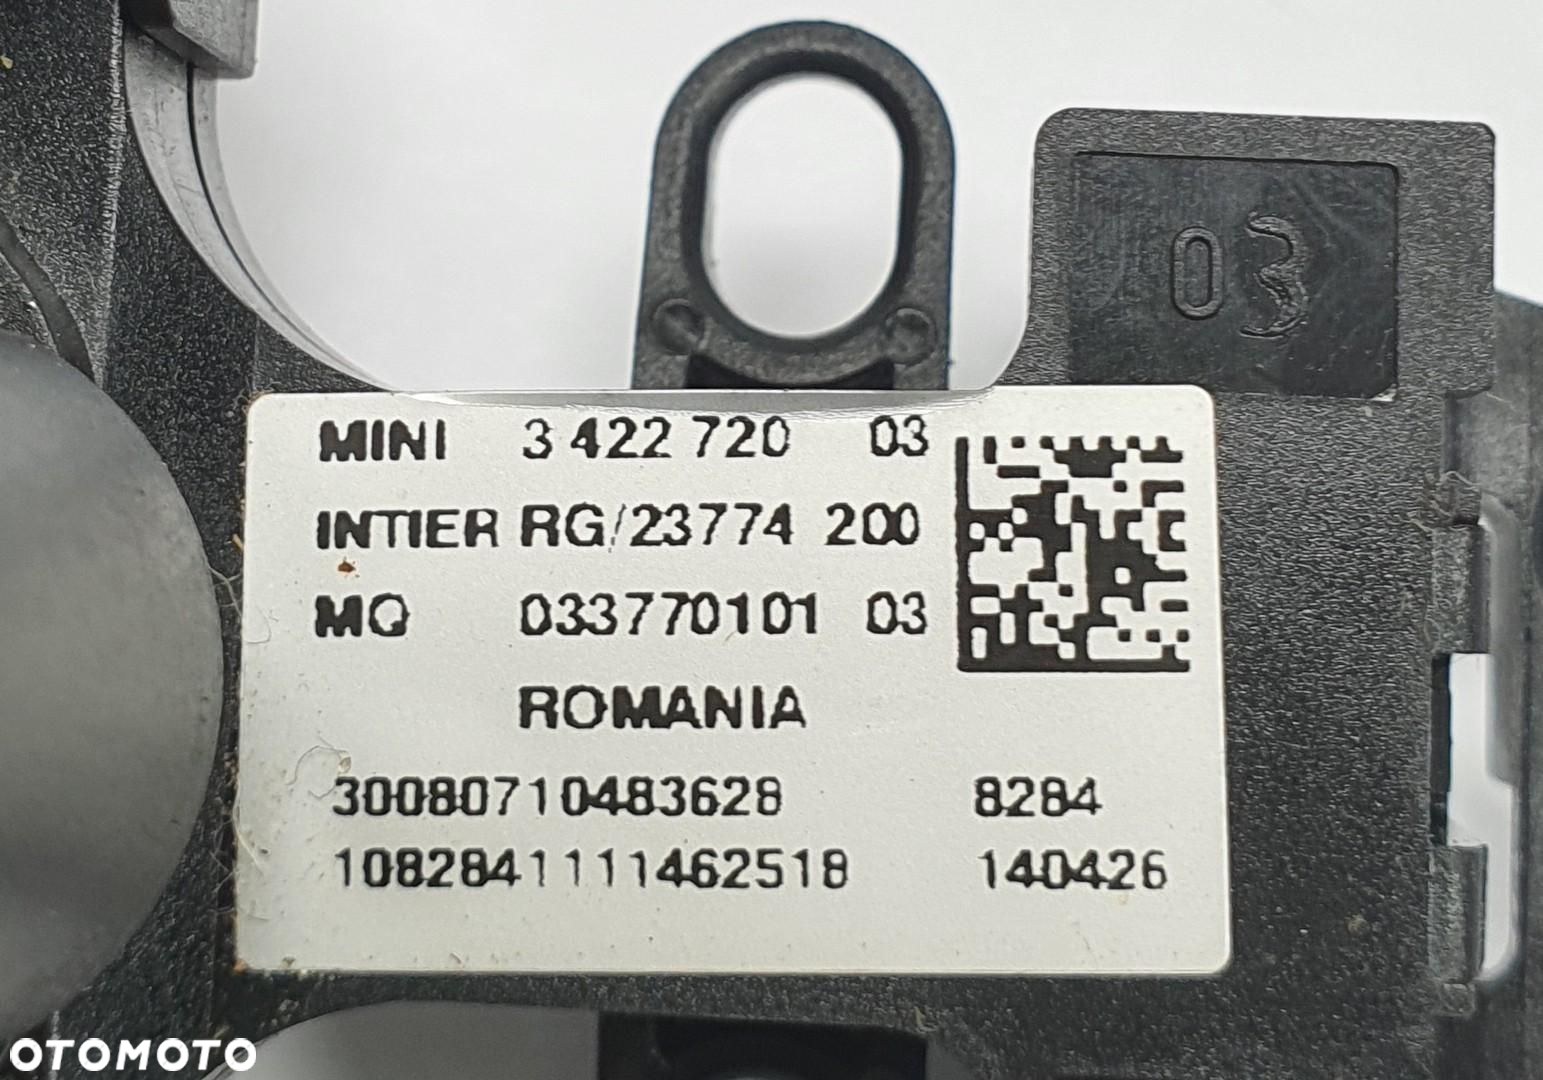 03
MINI 3 422 720 03
INTIER RG/23774 200
MQ 033770101 03
ROMANIA
30080710483628 8284
1082841111462518 140426
OTOMOTO